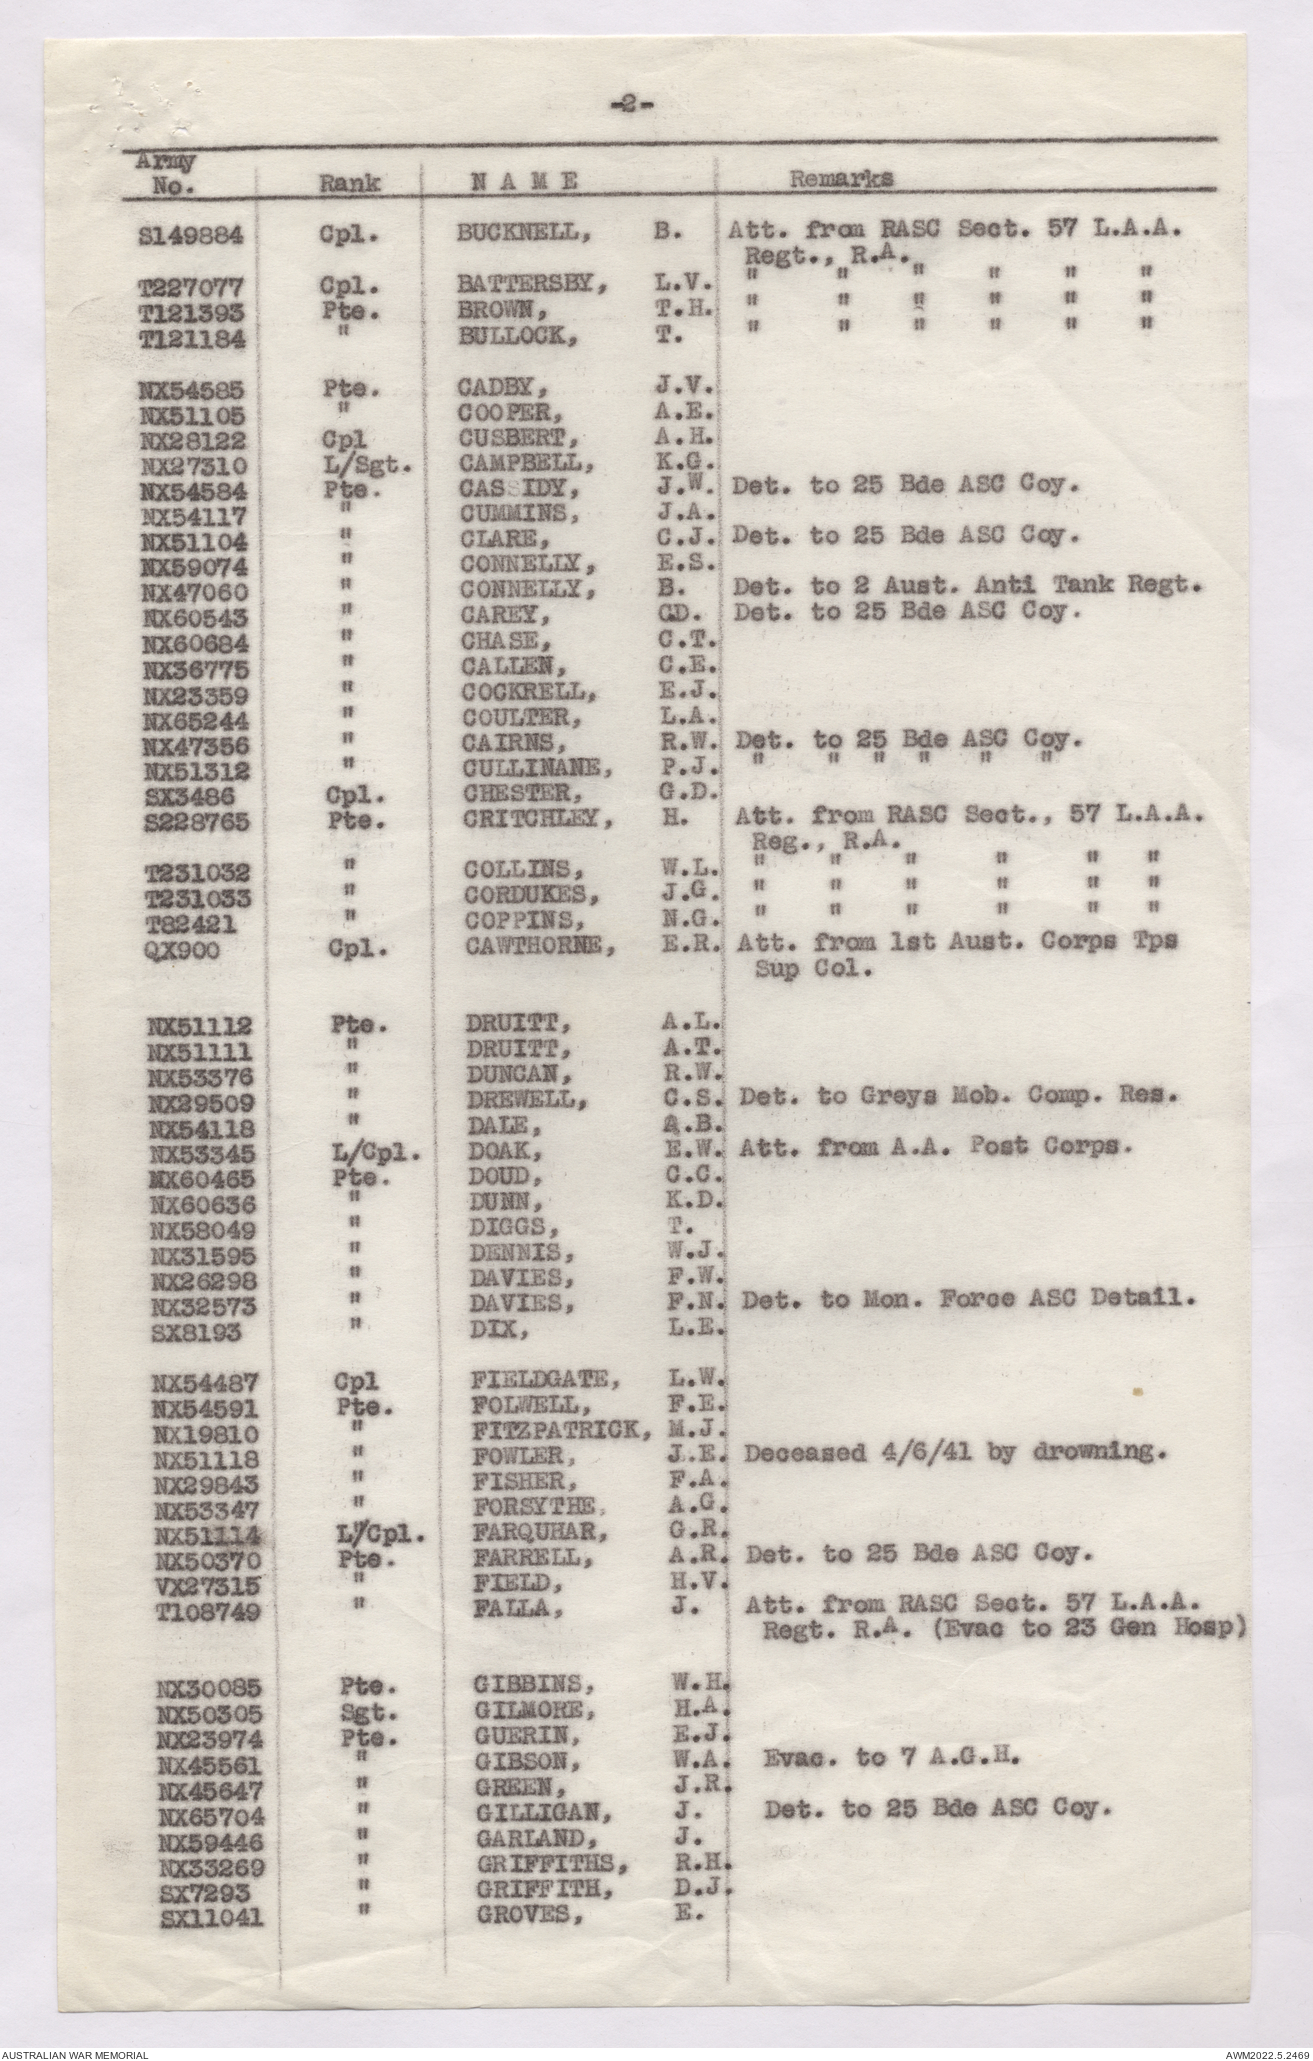 -2-
Army
No. Rank N A M E Remarks
S149884 Cpl. BUCKNELL, B. Att. from RASC Sect. 57 L.A.A.
Regt., R.A.
T227077 Cpl. BATTERSBY, L.V. " " " " " "
T121393 Pte. BROWN, T.H. " " " " " "
T121184 " BULLOCK, T. " " " " " "
NX54585 Pte. CADBY, J.V.
NX51105 " COOPER, A.E.
NX28122 Cpl CUSBERT, A.H.
NX27310 L/Sgt. CAMPBELL, K.G.
NX54584 Pte. CASSIDY, J.W. Det. to 25 Bde ASC Coy.
NX54117 " CUMMINS, J.A.
NX51104 " CLARE, C.J. Det. to 25 Bde ASC Coy.
NX59074 " CONNELLY, E.S.
NX47060 " CONNELLY, B. Det. to 2 Aust. Anti Tank Regt.
NX60543 " CAREY, CD. Det. to 25 Bde ASC Coy.
NX60684 " CHASE, C.T.
NX36775 " CALLEN, C.E.
NX23359 " COCKRELL, E.J.
NX65244 " COULTER, L.A.
NX47356 " CAIRNS, R.W. Det. to 25 Bde ASC Coy.
NX51312 " CULLINANE, P.J. " " " " " "
SX3486 Cpl. CHESTER, G.D.
S228765 Pte. CRITCHLEY, H. Att. from RASC Sect., 57 L.A.A.
Reg., R.A.
T231032 " COLLINS, W.L. " " " " " "
T231033 " CORDUKES, J.G. " " " " " "
T82421 " COPPINS, N.G. " " " " " "
QX900 Cpl. CAWTHORNE, E.R. Att. from 1st Aust. Corps Tps
Sup Col.
NX51112 Pte. DRUITT, A.L.
NX51111 " DRUITT, A.T.
NX53376 " DUNCAN, R.W.
NX29509 " DREWELL, C.S. Det. to Greys Mob. Comp. Res.
NX54118 " DALE, A.B.
NX53345 L/Cpl. DOAK, E.W. Att. from A.A. Post Corps.
NX60465 Pte. DOUD, C.C.
NX60636 " DUNN, K.D.
NX58049 " DIGGS, T.
NX31595 " DENNIS, W.J.
NX26298 " DAVIES, F.W.
NX32573 " DAVIES, F.N. Det. to Mon. Force ASC Detail.
SX8193 " DIX, L.E.
NX54487 Cpl FIELDGATE, L.W.
NX54591 Pte. FOLWELL, F.E.
NX19810 " FITZPATRICK, M.J.
NX51118 " FOWLER, J.E. Deceased 4/6/41 by drowning.
NX29843 " FISHER, F.A.
NX53347 " FORSYTHE, A.G.
NX51114 L/Cpl. FARQUHAR, G.R.
NX50370 Pte. FARRELL, A.R. Det. to 25 Bde ASC Coy.
VX27315 " FIELD, H.V.
T108749 " FALLA, J. Att. from RASC Sect. 57 L.A.A.
Regt. R.A. (Evac to 23 Gen Hosp)
NX30085 Pte. GIBBINS, W.H.
NX50305 Sgt. GILMORE, H.A.
NX23974 Pte. GUERIN, E.J.
NX45561 " GIBSON, W.A. Evac. to 7 A.G.H.
NX45647 " GREEN, J.R.
NX65704 " GILLIGAN, J. Det. to 25 Bde ASC Coy.
NX59446 " GARLAND, J.
NX33269 " GRIFFITHS, R.H.
SX7293 " GRIFFITH, D.J.
SX11041 " GROVES, E.
AUSTRALIAN WAR MEMORIAL AWM2022.5.2469